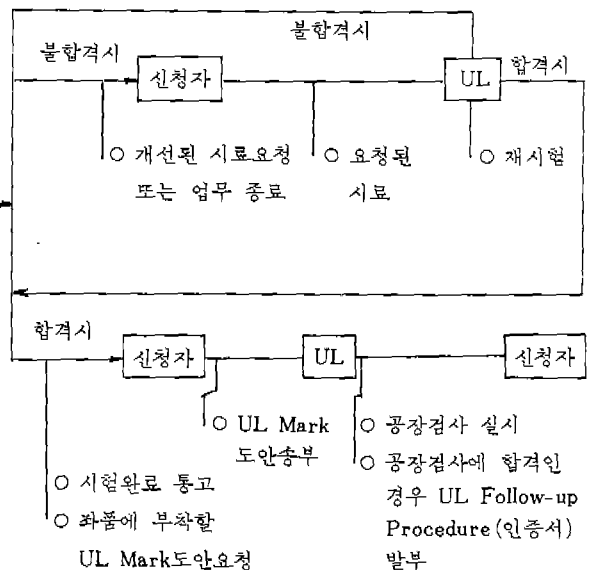 불합격시
불합격시
신청자
UL
합격시
○ 개선된 시료요청
또는 업무 종료
○ 요청된
시료
○ 재시험
합격시
신청자
UL
신청자
○ UL Mark
도안송부
○ 공장검사 실시
○ 공장검사에 합격인
경우 UL Follow-up
Procedure(인증서)
발부
○ 시험완료 통고
○ 좌품에 부착할
UL Mark도안요청